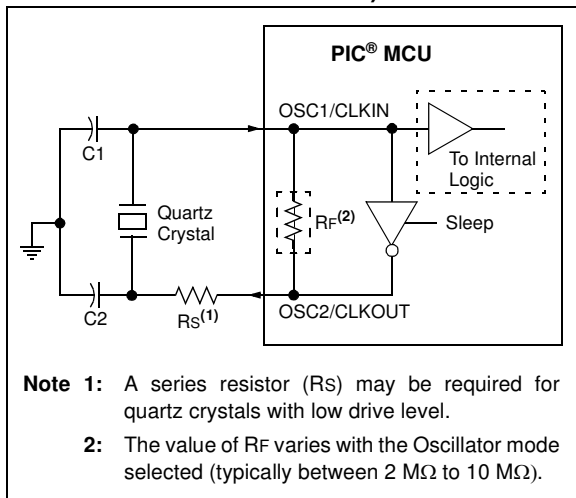 PIC® MCU
OSC1/CLKIN
C1
To Internal
Logic
Quartz
Crystal
RF(2)
Sleep
C2
RS(1)
OSC2/CLKOUT
Note 1: A series resistor (RS) may be required for
quartz crystals with low drive level.
2: The value of RF varies with the Oscillator mode
selected (typically between 2 MΩ to 10 MΩ).